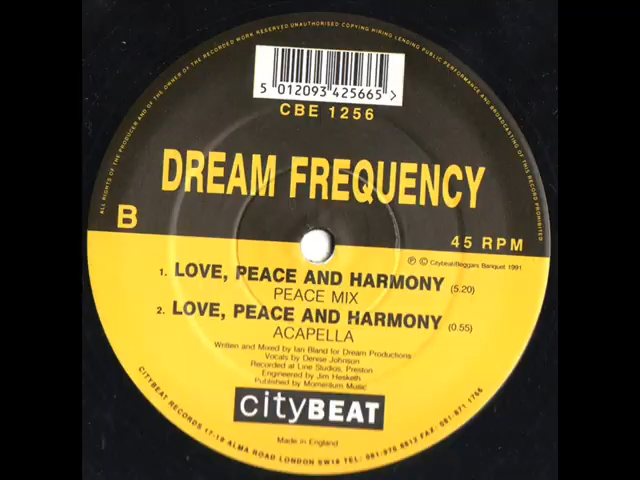 ALL RIGHTS OF THE PRODUCER AND OF THE OWNER OF THE RECORDED WORK RESERVED UNAUTHORISED COPYING HIRING LENDING PUBLIC PERFORMANCE AND BROADCASTING OF THIS RECORD PROHIBITED
5 012093 425665 >
CBE 1256
DREAM FREQUENCY
B
45 RPM
℗ © Citybeat/Beggars Banquet 1991
1. LOVE, PEACE AND HARMONY (5.20)
PEACE MIX
2. LOVE, PEACE AND HARMONY (0.55)
ACAPELLA
Written and Mixed by Ian Bland for Dream Productions
Vocals by Denise Johnson
Recorded at Line Studios, Preston
Engineered by Jim Hesketh
Published by Momentum Music
citYBEAT
Made in England
CITYBEAT RECORDS 17-19 ALMA ROAD LONDON SW18 TEL: 081-870 9912 FAX: 081-871 1766